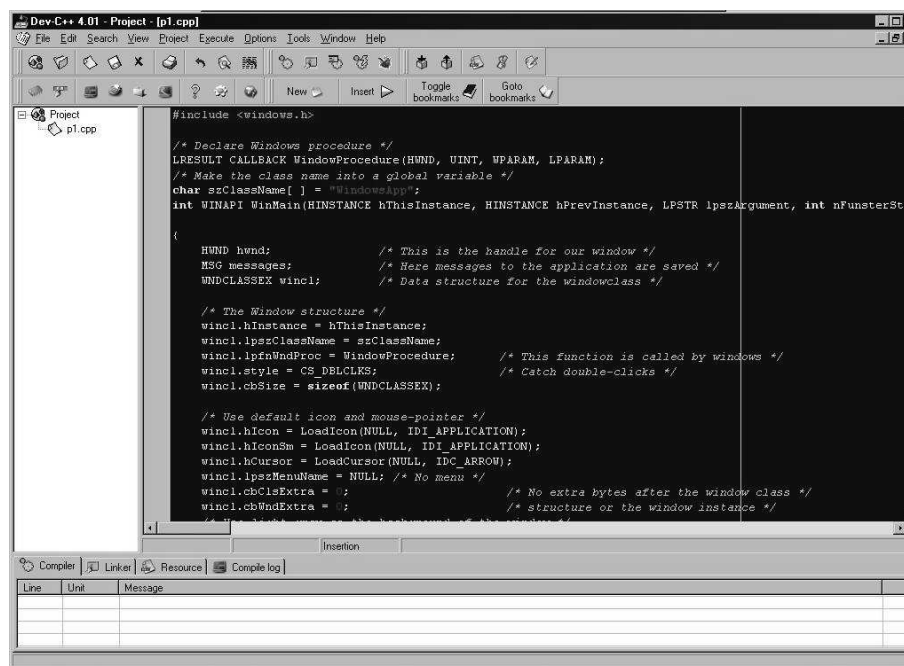 Dev-C++ 4.01 - Project - [p1.cpp]
File Edit Search View Project Execute Options Tools Window Help
New Insert Toggle bookmarks Goto bookmarks
Project
p1.cpp
#include <windows.h>
/* Declare Windows procedure */
LRESULT CALLBACK WindowProcedure(HWND, UINT, WPARAM, LPARAM);
/* Make the class name into a global variable */
char szClassName[ ] = "WindowsApp";
int WINAPI WinMain(HINSTANCE hThisInstance, HINSTANCE hPrevInstance, LPSTR lpszArgument, int nFunsterSt
{
HWND hwnd; /* This is the handle for our window */
MSG messages; /* Here messages to the application are saved */
WNDCLASSEX wincl; /* Data structure for the windowclass */
/* The Window structure */
wincl.hInstance = hThisInstance;
wincl.lpszClassName = szClassName;
wincl.lpfnWndProc = WindowProcedure; /* This function is called by windows */
wincl.style = CS_DBLCLKS; /* Catch double-clicks */
wincl.cbSize = sizeof(WNDCLASSEX);
/* Use default icon and mouse-pointer */
wincl.hIcon = LoadIcon(NULL, IDI_APPLICATION);
wincl.hIconSm = LoadIcon(NULL, IDI_APPLICATION);
wincl.hCursor = LoadCursor(NULL, IDC_ARROW);
wincl.lpszMenuName = NULL; /* No menu */
wincl.cbClsExtra = 0; /* No extra bytes after the window class */
wincl.cbWndExtra = 0; /* structure or the window instance */
Insertion
Compiler Linker Resource Compile log
Line Unit Message